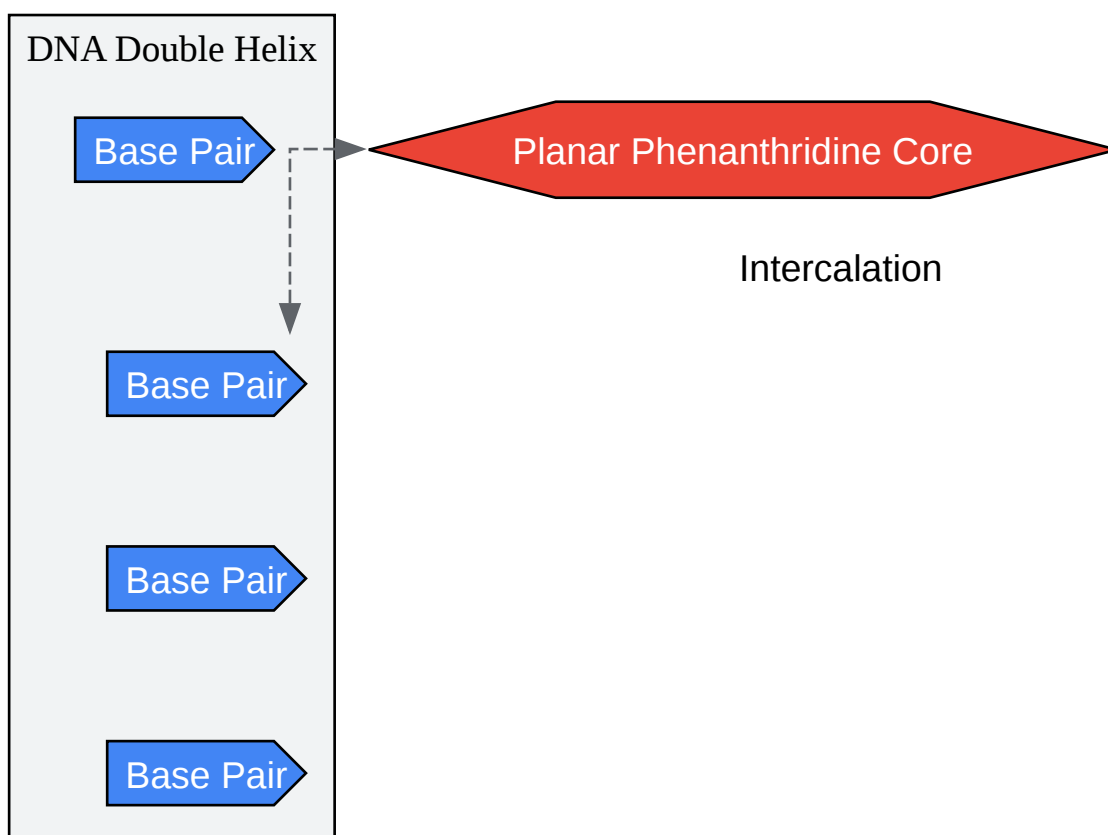 DNA Double Helix
Base Pair
Planar Phenanthridine Core
Intercalation
Base Pair
Base Pair
Base Pair